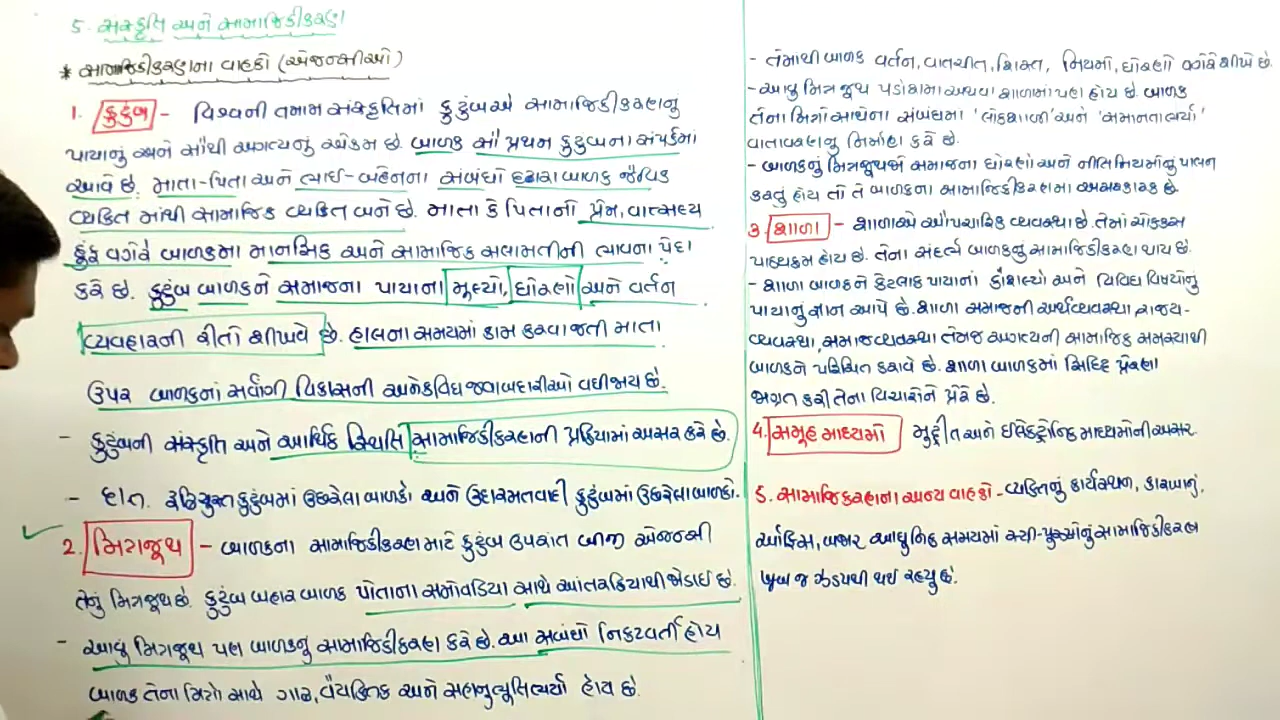 5. સંસ્કૃતિ અને સામાજિકીકરણ
* સામાજિકીકરણના વાહકો (એજન્સીઓ)
1. કુટુંબ - વિશ્વની તમામ સંસ્કૃતિમાં કુટુંબએ સામાજિકીકરણનું
પાયાનું અને સૌથી અગત્યનું એકમ છે. બાળક સૌ પ્રથમ કુટુંબના સંપર્કમાં
આવે છે. માતા-પિતા અને ભાઈ-બહેનના સંબંધો દ્વારા બાળક જૈવિક
વ્યકિત માંથી સામાજિક વ્યકિત બને છે. માતા કે પિતાનો પ્રેમ, વાત્સલ્ય
હૂંફ વગેરે બાળકમા માનસિક અને સામાજિક સલામતીની ભાવના પેદા
કરે છે. કુટુંબ બાળકને સમાજના પાયાના મૂલ્યો, ધોરણો અને વર્તન
વ્યવહારની રીતો શીખવે છે. હાલના સમયમાં કામ કરવા જતી માતા
ઉપર બાળકનાં સર્વાંગી વિકાસની અનેકવિધ જવાબદારીઓ વધી જાય છે.
- કુટુંબની સંસ્કૃતિ અને આર્થિક સ્થિતિ સામાજિકીકરણની પ્રક્રિયામાં અસર કરે છે.
- દા.ત. રૂઢિચુસ્ત કુટુંબમાં ઉછરેલા બાળકો અને ઉદારમતવાદી કુટુંબમાં ઉછરેલા બાળકો.
2. મિત્રજૂથ - બાળકના સામાજિકીકરણ માટે કુટુંબ ઉપરાંત બીજી એજન્સી
તેનું મિત્રજૂથ છે. કુટુંબ બહાર બાળક પોતાના સમોવડિયા સાથે આંતરક્રિયાથી જોડાઈ છે.
- આવું મિત્રજૂથ પણ બાળકનુ સામાજિકીકરણ કરે છે. આ સબંધો નિકટવર્તી હોય
બાળક તેના મિત્રો સાથે ગાઢ, વૈયક્તિક અને સહાનુભૂતિભર્યા હોય છે.
- તેમાથી બાળક વર્તન, વાતચીત, શિસ્ત, નિયમો, ધોરણો વગેરે શીખે છે.
- આવુ મિત્ર જૂથ પડોશમા અથવા શાળામાં પણ હોય છે. બાળક
તેના મિત્રો સાથેના સંબંધમા 'લોકશાળી' અને 'સમાનતાભર્યા'
વાતાવરણનુ નિર્માણ કરે છે.
- બાળકનું મિત્રજૂથજો સમાજના ધોરણો અને નીતિનિયમોનું પાલન
કરતુ હોય તો તે બાળકના સામાજિકીકરણમા અસરકારક છે.
3. શાળા - શાળાએ ઔપચારિક વ્યવસ્થા છે. તેમાં ચોક્કસ
પાઠ્યક્રમ હોય છે. તેના સંદર્ભે બાળકનુ સામાજિકીકરણ થાય છે.
- શાળા બાળકને કેટલાક પાયાનાં કૌશલ્યો અને વિવિધ વિષયોનું
પાયાનું જ્ઞાન આપે છે. શાળા સમાજની અર્થવ્યવસ્થા રાજ્ય-
વ્યવસ્થા, સમાજવ્યવસ્થા તેમજ અગત્યની સામાજિક સમસ્યાથી
બાળકને પરિચિત કરાવે છે. શાળા બાળકમાં સિદ્ધિ પ્રેરણા
જાગ્રત કરી તેના વિચારોને પ્રેરે છે.
4. સમૂહ માધ્યમો મુદ્રીત અને ઇલેક્ટ્રોનિક માધ્યમોની અસર.
5. સામાજિકરણના અન્ય વાહકો - વ્યક્તિનું કાર્યસ્થળ, કારખાનું,
ઓફિસ, બજાર આધુનિક સમયમાં સ્ત્રી-પુરુષોનું સામાજિકીકરણ
ખૂબ જ ઝડપથી થઈ રહ્યુ છે.